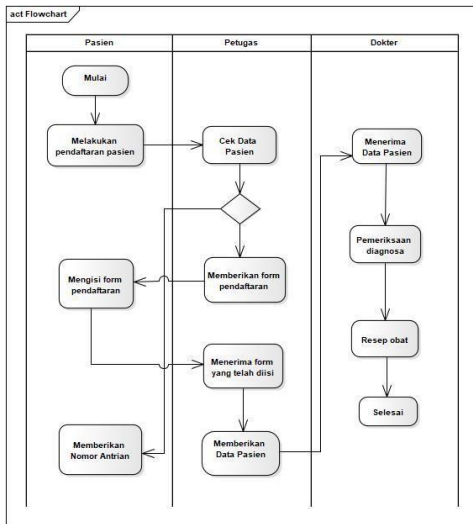 act Flowchart
Pasien
Petugas
Dokter
Mulai
Melakukan
pendaftaran pasien
Cek Data
Pasien
Menerima
Data Pasien
Pemeriksaan
diagnosa
Mengisi form
pendaftaran
Memberikan form
pendaftaran
Resep obat
Menerima form
yang telah diisi
Selesai
Memberikan
Nomor Antrian
Memberikan
Data Pasien